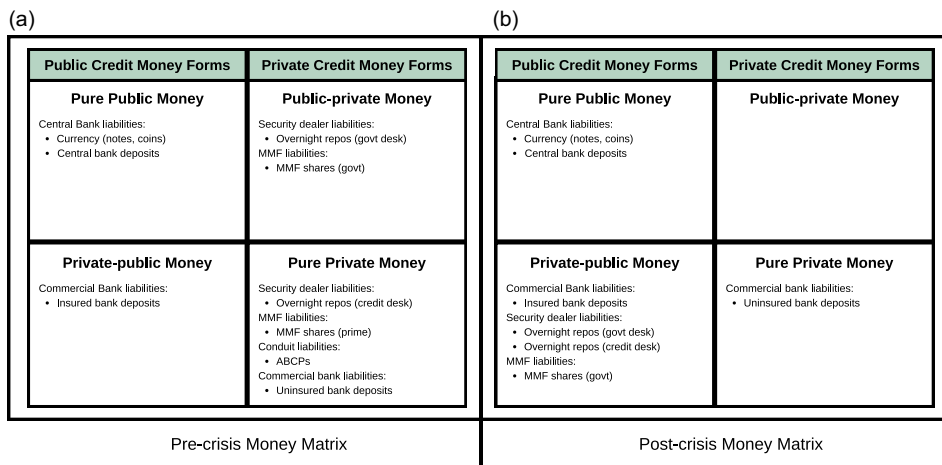 (a)
Public Credit Money Forms
Private Credit Money Forms
Pure Public Money
Central Bank liabilities:
• Currency (notes, coins)
• Central bank deposits
Public-private Money
Security dealer liabilities:
• Overnight repos (govt desk)
MMF liabilities:
• MMF shares (govt)
Private-public Money
Commercial Bank liabilities:
• Insured bank deposits
Pure Private Money
Security dealer liabilities:
• Overnight repos (credit desk)
MMF liabilities:
• MMF shares (prime)
Conduit liabilities:
• ABCPs
Commercial bank liabilities:
• Uninsured bank deposits
Pre-crisis Money Matrix
(b)
Public Credit Money Forms
Private Credit Money Forms
Pure Public Money
Central Bank liabilities:
• Currency (notes, coins)
• Central bank deposits
Public-private Money
Private-public Money
Commercial Bank liabilities:
• Insured bank deposits
Security dealer liabilities:
• Overnight repos (govt desk)
• Overnight repos (credit desk)
MMF liabilities:
• MMF shares (govt)
Pure Private Money
Commercial bank liabilities:
• Uninsured bank deposits
Post-crisis Money Matrix